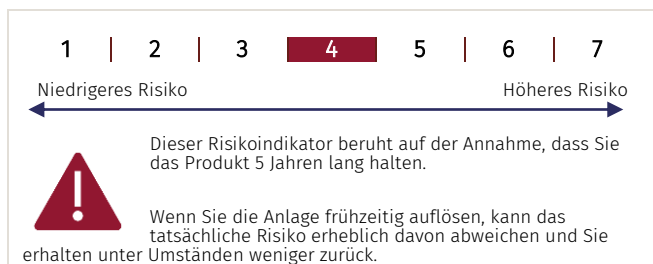 1 2 3 4 5 6 7
Niedrigeres Risiko Höheres Risiko
Dieser Risikoindikator beruht auf der Annahme, dass Sie
das Produkt 5 Jahren lang halten.
Wenn Sie die Anlage frühzeitig auflösen, kann das
tatsächliche Risiko erheblich davon abweichen und Sie
erhalten unter Umständen weniger zurück.